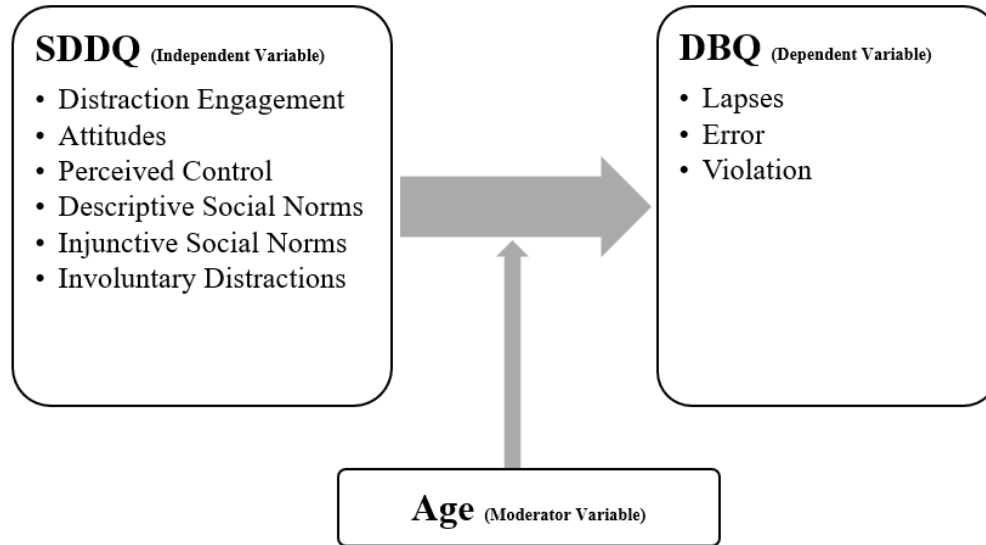 SDDQ (Independent Variable)
• Distraction Engagement
• Attitudes
• Perceived Control
• Descriptive Social Norms
• Injunctive Social Norms
• Involuntary Distractions
DBQ (Dependent Variable)
• Lapses
• Error
• Violation
Age (Moderator Variable)